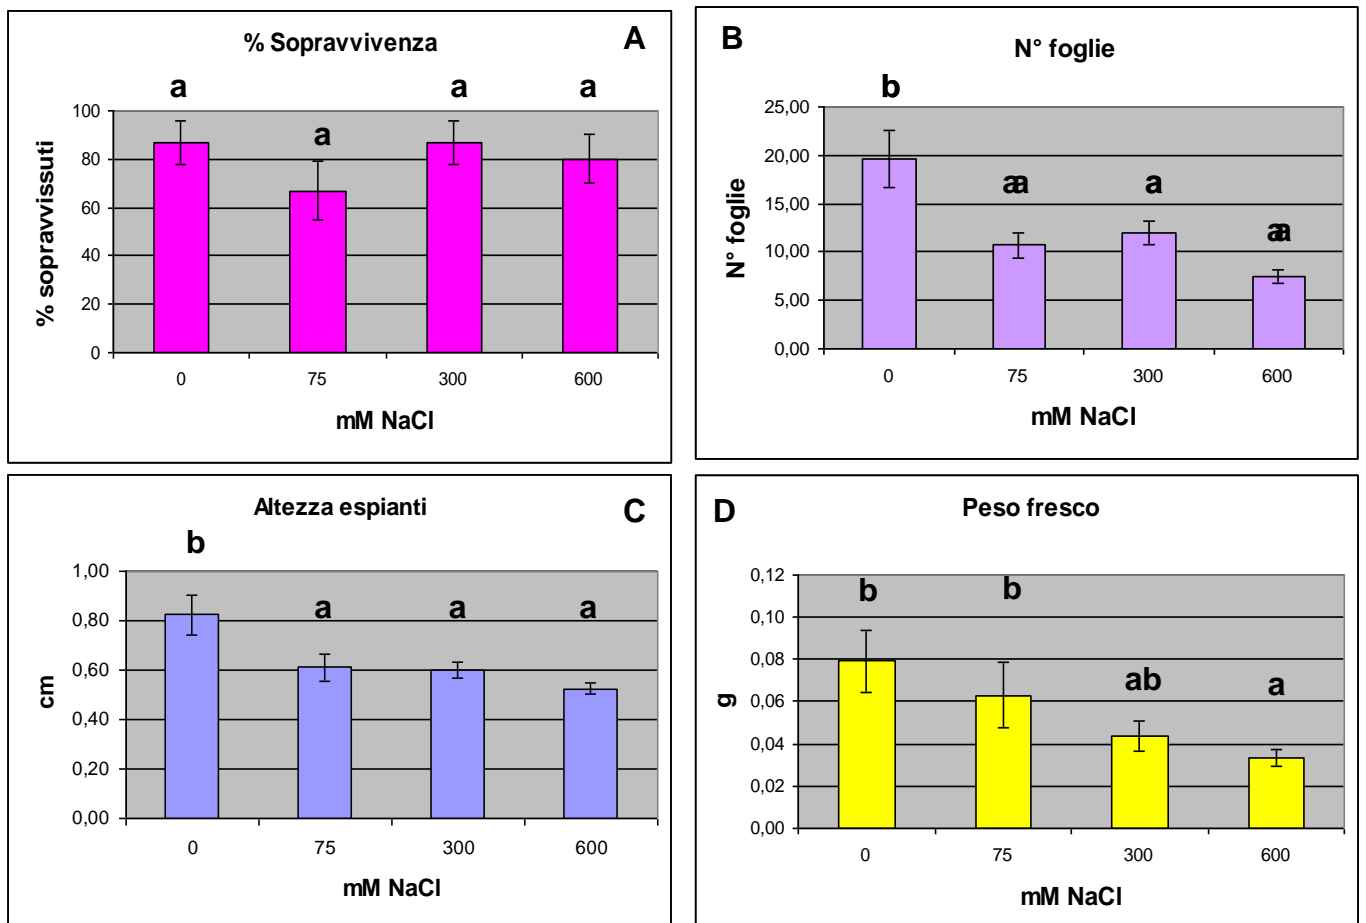 % Sopravvivenza
A
a
a
a
a
100
80
60
40
20
0
% sopravvissuti
0 75 300 600
mM NaCl
B
N° foglie
b
aa
a
aa
25,00
20,00
15,00
10,00
5,00
0,00
N° foglie
0 75 300 600
mM NaCl
Altezza espianti
C
b
a
a
a
1,00
0,80
0,60
0,40
0,20
0,00
cm
0 75 300 600
mM NaCl
D
Peso fresco
b
b
ab
a
0,12
0,10
0,08
0,06
0,04
0,02
0,00
g
0 75 300 600
mM NaCl